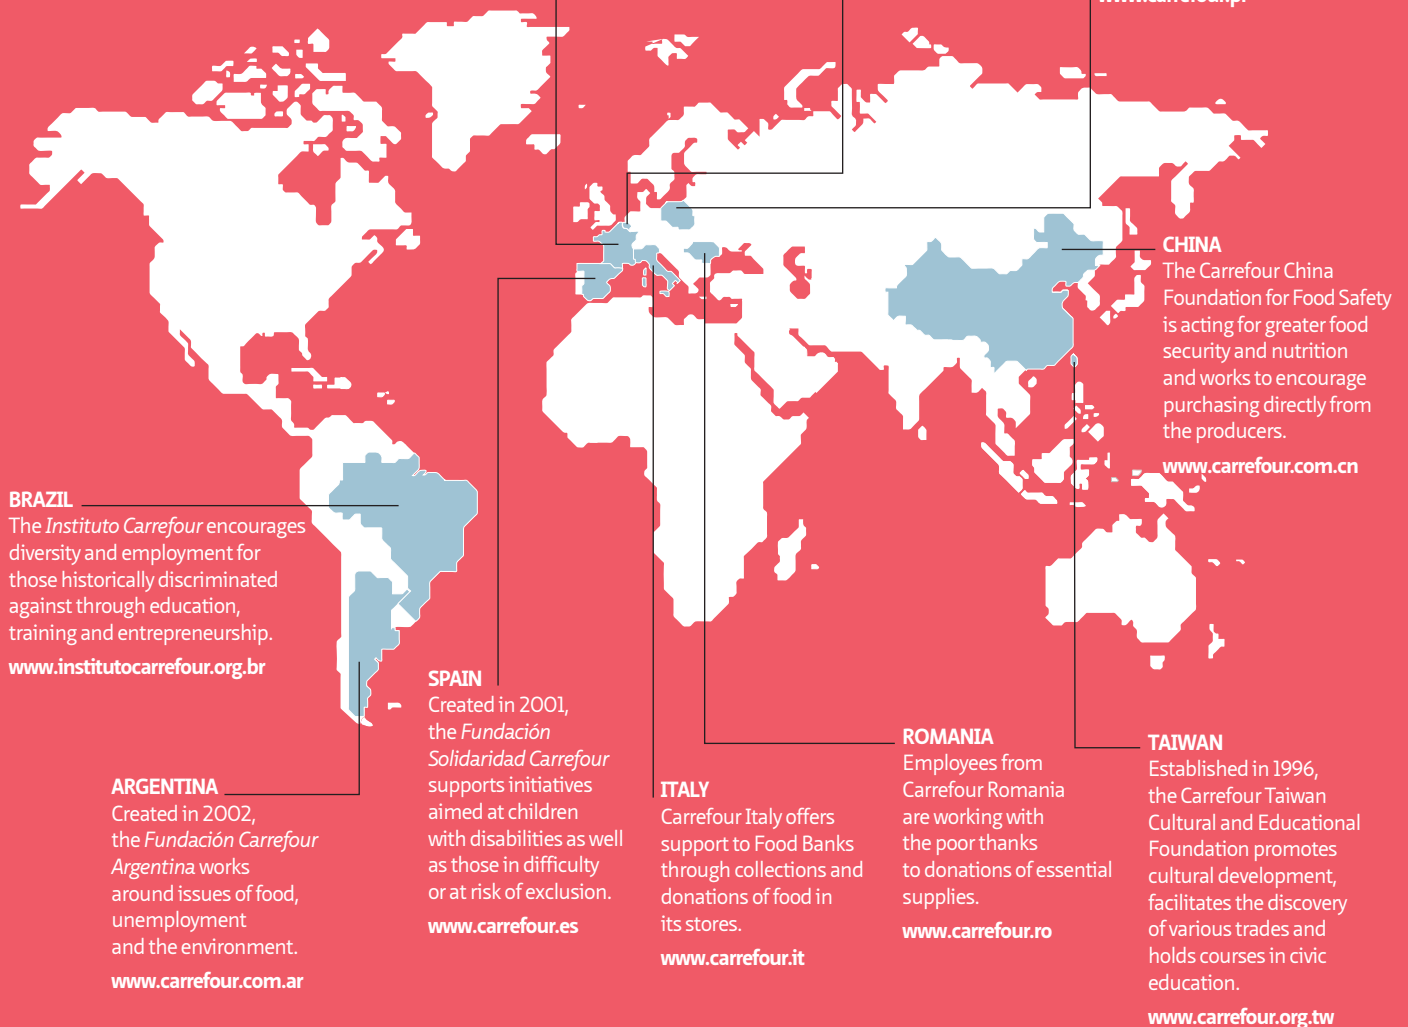 CHINA
The Carrefour China
Foundation for Food Safety
is acting for greater food
security and nutrition
and works to encourage
purchasing directly from
the producers.
www.carrefour.com.cn
BRAZIL
The Instituto Carrefour encourages
diversity and employment for
those historically discriminated
against through education,
training and entrepreneurship.
www.institutocarrefour.org.br
ARGENTINA
Created in 2002,
the Fundación Carrefour
Argentina works
around issues of food,
unemployment
and the environment.
www.carrefour.com.ar
SPAIN
Created in 2001,
the Fundación
Solidaridad Carrefour
supports initiatives
aimed at children
with disabilities as well
as those in difficulty
or at risk of exclusion.
www.carrefour.es
ITALY
Carrefour Italy offers
support to Food Banks
through collections and
donations of food in
its stores.
www.carrefour.it
ROMANIA
Employees from
Carrefour Romania
are working with
the poor thanks
to donations of essential
supplies.
www.carrefour.ro
TAIWAN
Established in 1996,
the Carrefour Taiwan
Cultural and Educational
Foundation promotes
cultural development,
facilitates the discovery
of various trades and
holds courses in civic
education.
www.carrefour.org.tw